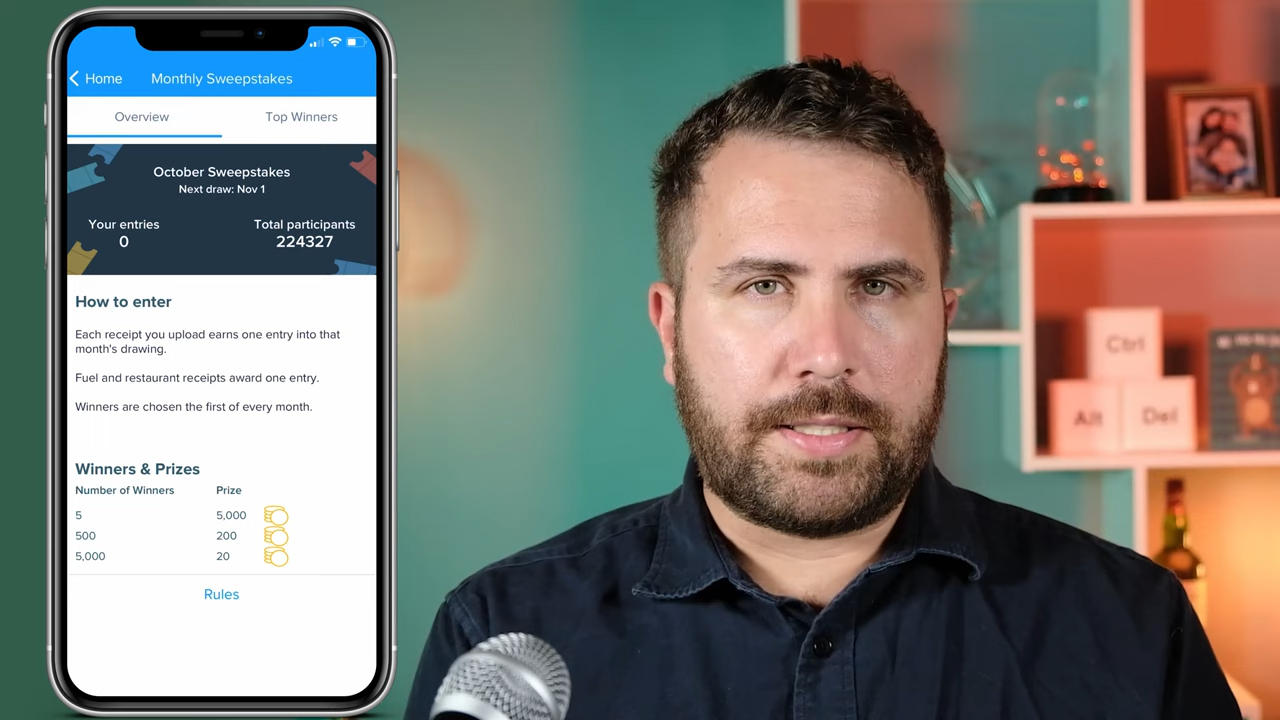 Home
Monthly Sweepstakes
Overview
Top Winners
October Sweepstakes
Next draw: Nov 1
Your entries
Total participants
0
224327
How to enter
Each receipt you upload earns one entry into that
month's drawing.
Fuel and restaurant receipts award one entry.
Winners are chosen the first of every month.
Winners & Prizes
Number of Winners
Prize
5
5,000
500
200
5,000
20
Rules
Ctrl
Alt
Del